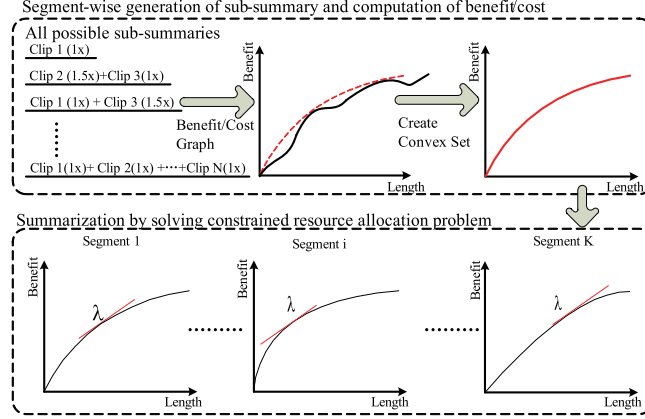 Segment-wise generation of sub-summary and computation of benefit/cost
All possible sub-summaries
Clip 1 (1x)
Clip 2 (1.5x)+Clip 3(1x)
Clip 1 (1x) + Clip 3 (1.5x)
Clip 1(1x)+ Clip 2(1x) +····+Clip N(1x)
Benefit/Cost
Graph
Benefit
Length
Create
Convex Set
Benefit
Length
Summarization by solving constrained resource allocation problem
Segment 1
Benefit
λ
Length
Segment i
Benefit
λ
Length
Segment K
Benefit
λ
Length